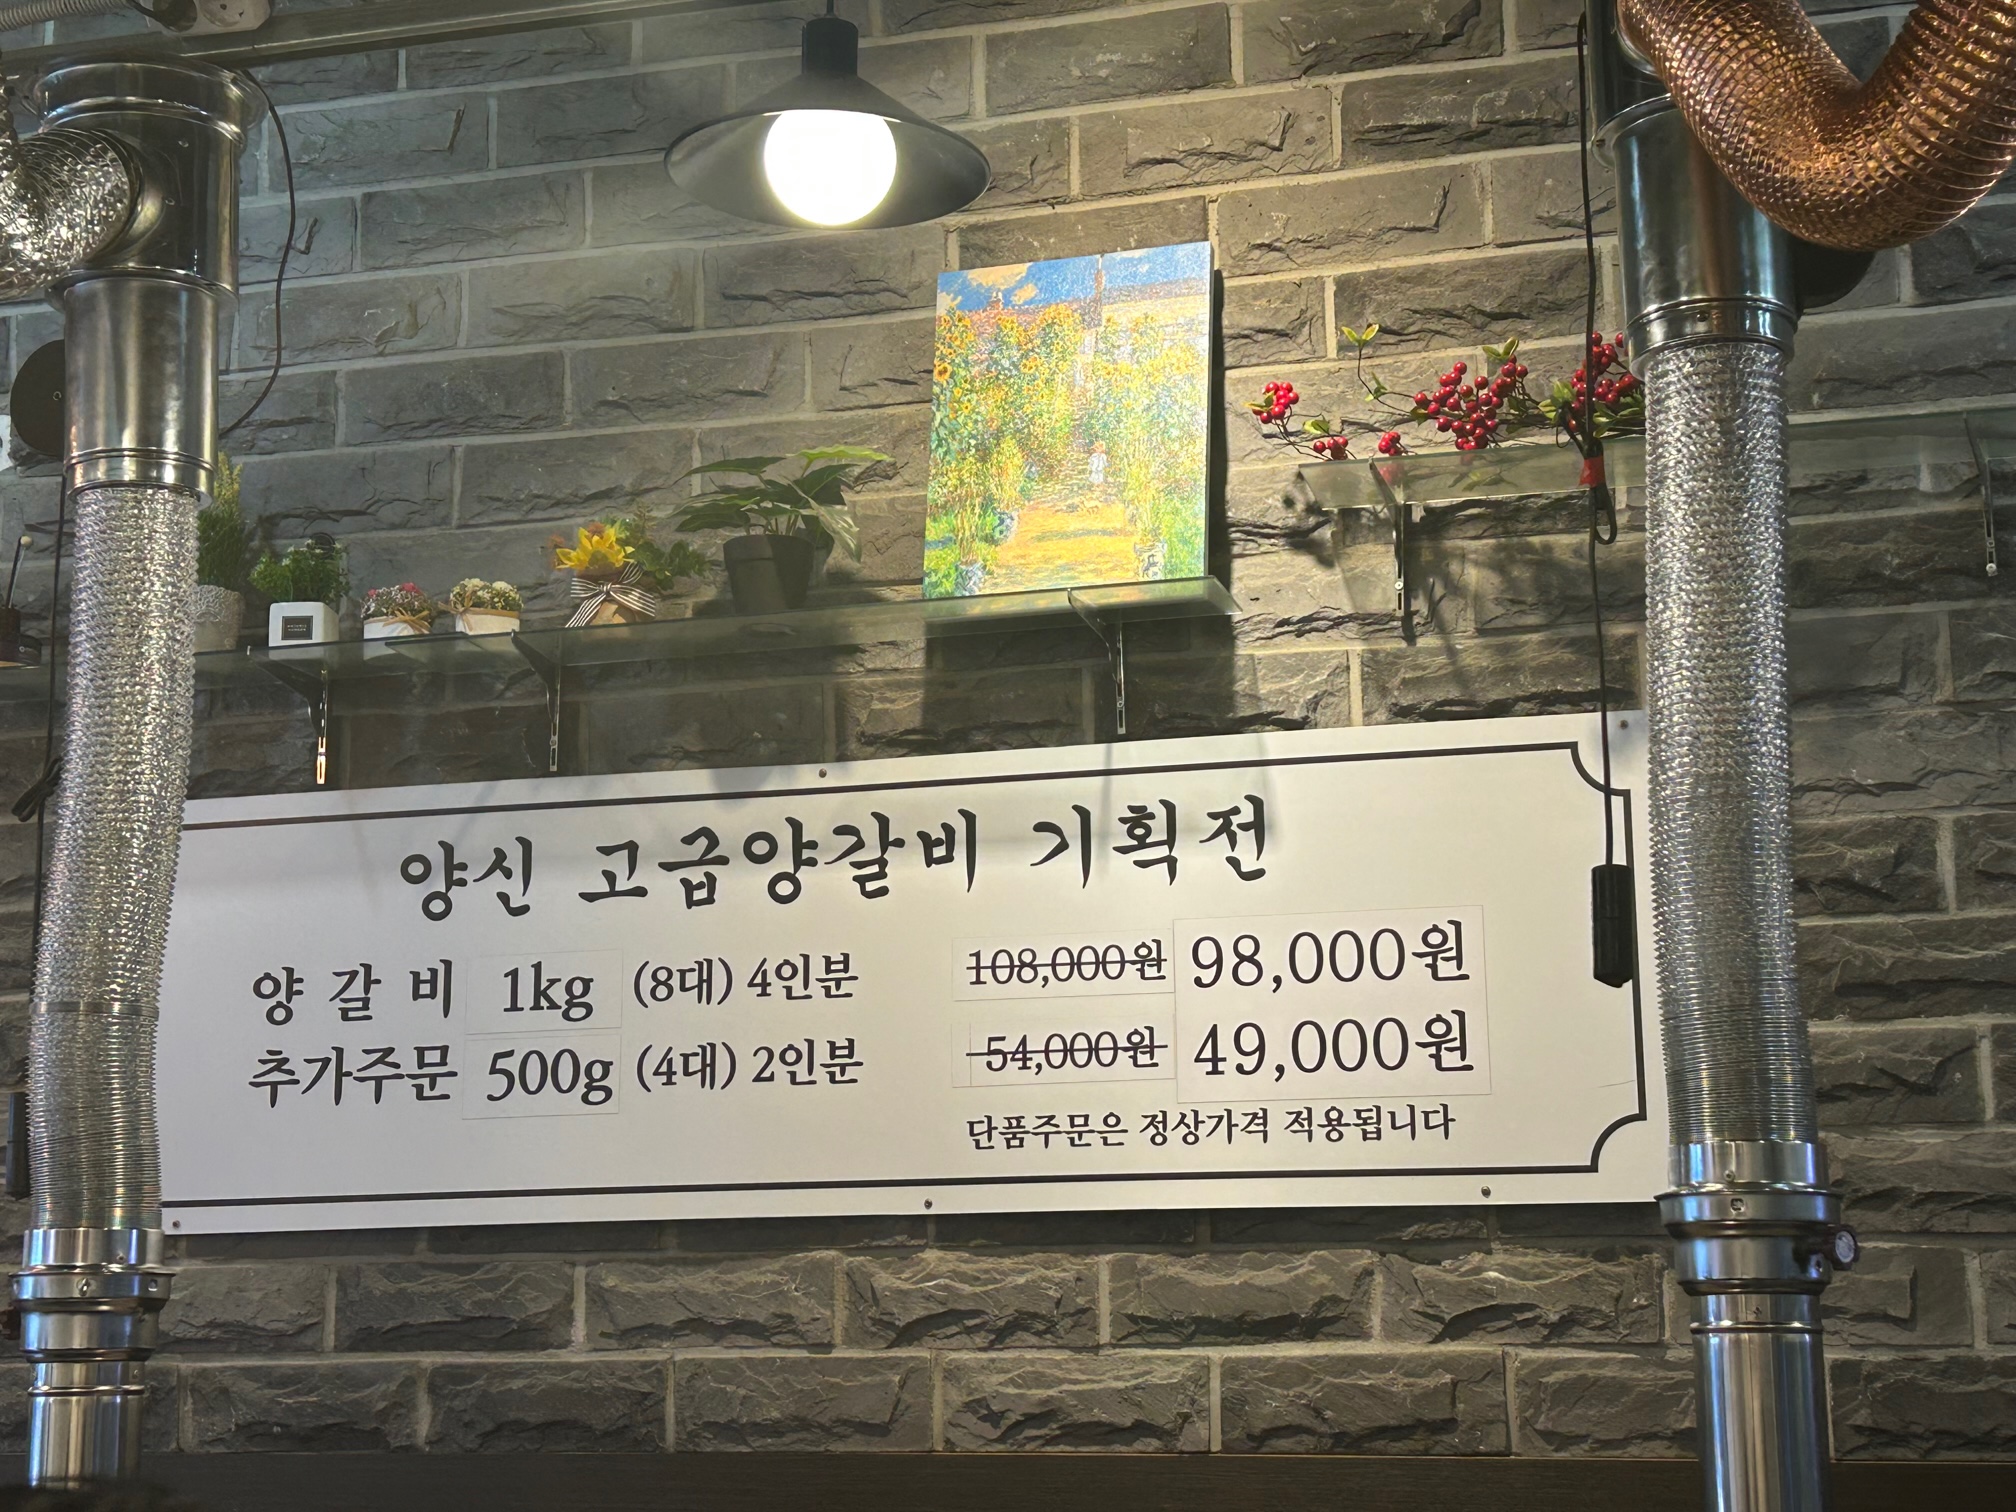 양신 고급양갈비 기획전
양 갈 비 1kg (8대) 4인분 108,000원 98,000원
추가주문 500g (4대) 2인분 54,000원 49,000원
단품주문은 정상가격 적용됩니다